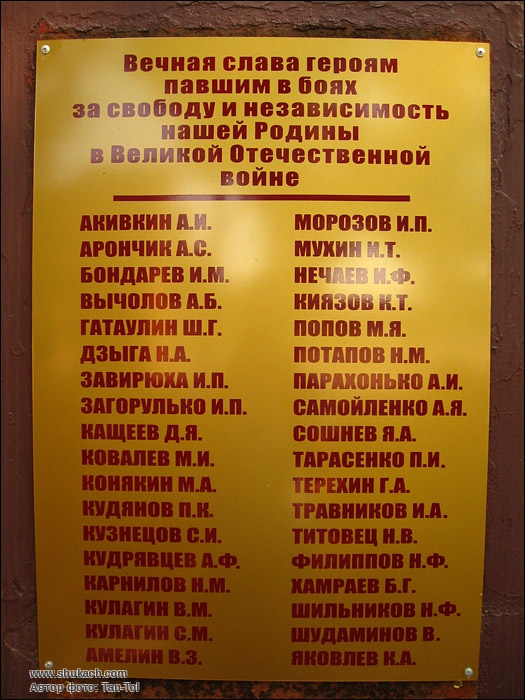 Вечная слава героям
павшим в боях
за свободу и независимость
нашей Родины
в Великой Отечественной
войне
АКИВКИН А.И.
АРОНЧИК А.С.
БОНДАРЕВ И.М.
ВЫЧОЛОВ А.Б.
ГАТАУЛИН Ш.Г.
ДЗЫГА Н.А.
ЗАВИРЮХА И.П.
ЗАГОРУЛЬКО И.П.
КАЩЕЕВ Д.Я.
КОВАЛЕВ М.И.
КОНЯКИН М.А.
КУДЯНОВ П.К.
КУЗНЕЦОВ С.И.
КУДРЯВЦЕВ А.Ф.
КАРНИЛОВ Н.М.
КУЛАГИН В.М.
КУЛАГИН С.М.
АМЕЛИН В.З.
МОРОЗОВ И.П.
МУХИН И.Т.
НЕЧАЕВ И.Ф.
КИЯЗОВ К.Т.
ПОПОВ М.Я.
ПОТАПОВ Н.М.
ПАРАХОНЬКО А.И.
САМОЙЛЕНКО А.Я.
СОШНЕВ Я.А.
ТАРАСЕНКО П.И.
ТЕРЕХИН Г.А.
ТРАВНИКОВ И.А.
ТИТОВЕЦ Н.В.
ФИЛИППОВ Н.Ф.
ХАМРАЕВ Б.Г.
ШИЛЬНИКОВ Н.Ф.
ШУДАМИНОВ В.
ЯКОВЛЕВ К.А.
www.shukach.com
Автор фото: Tan-Tol